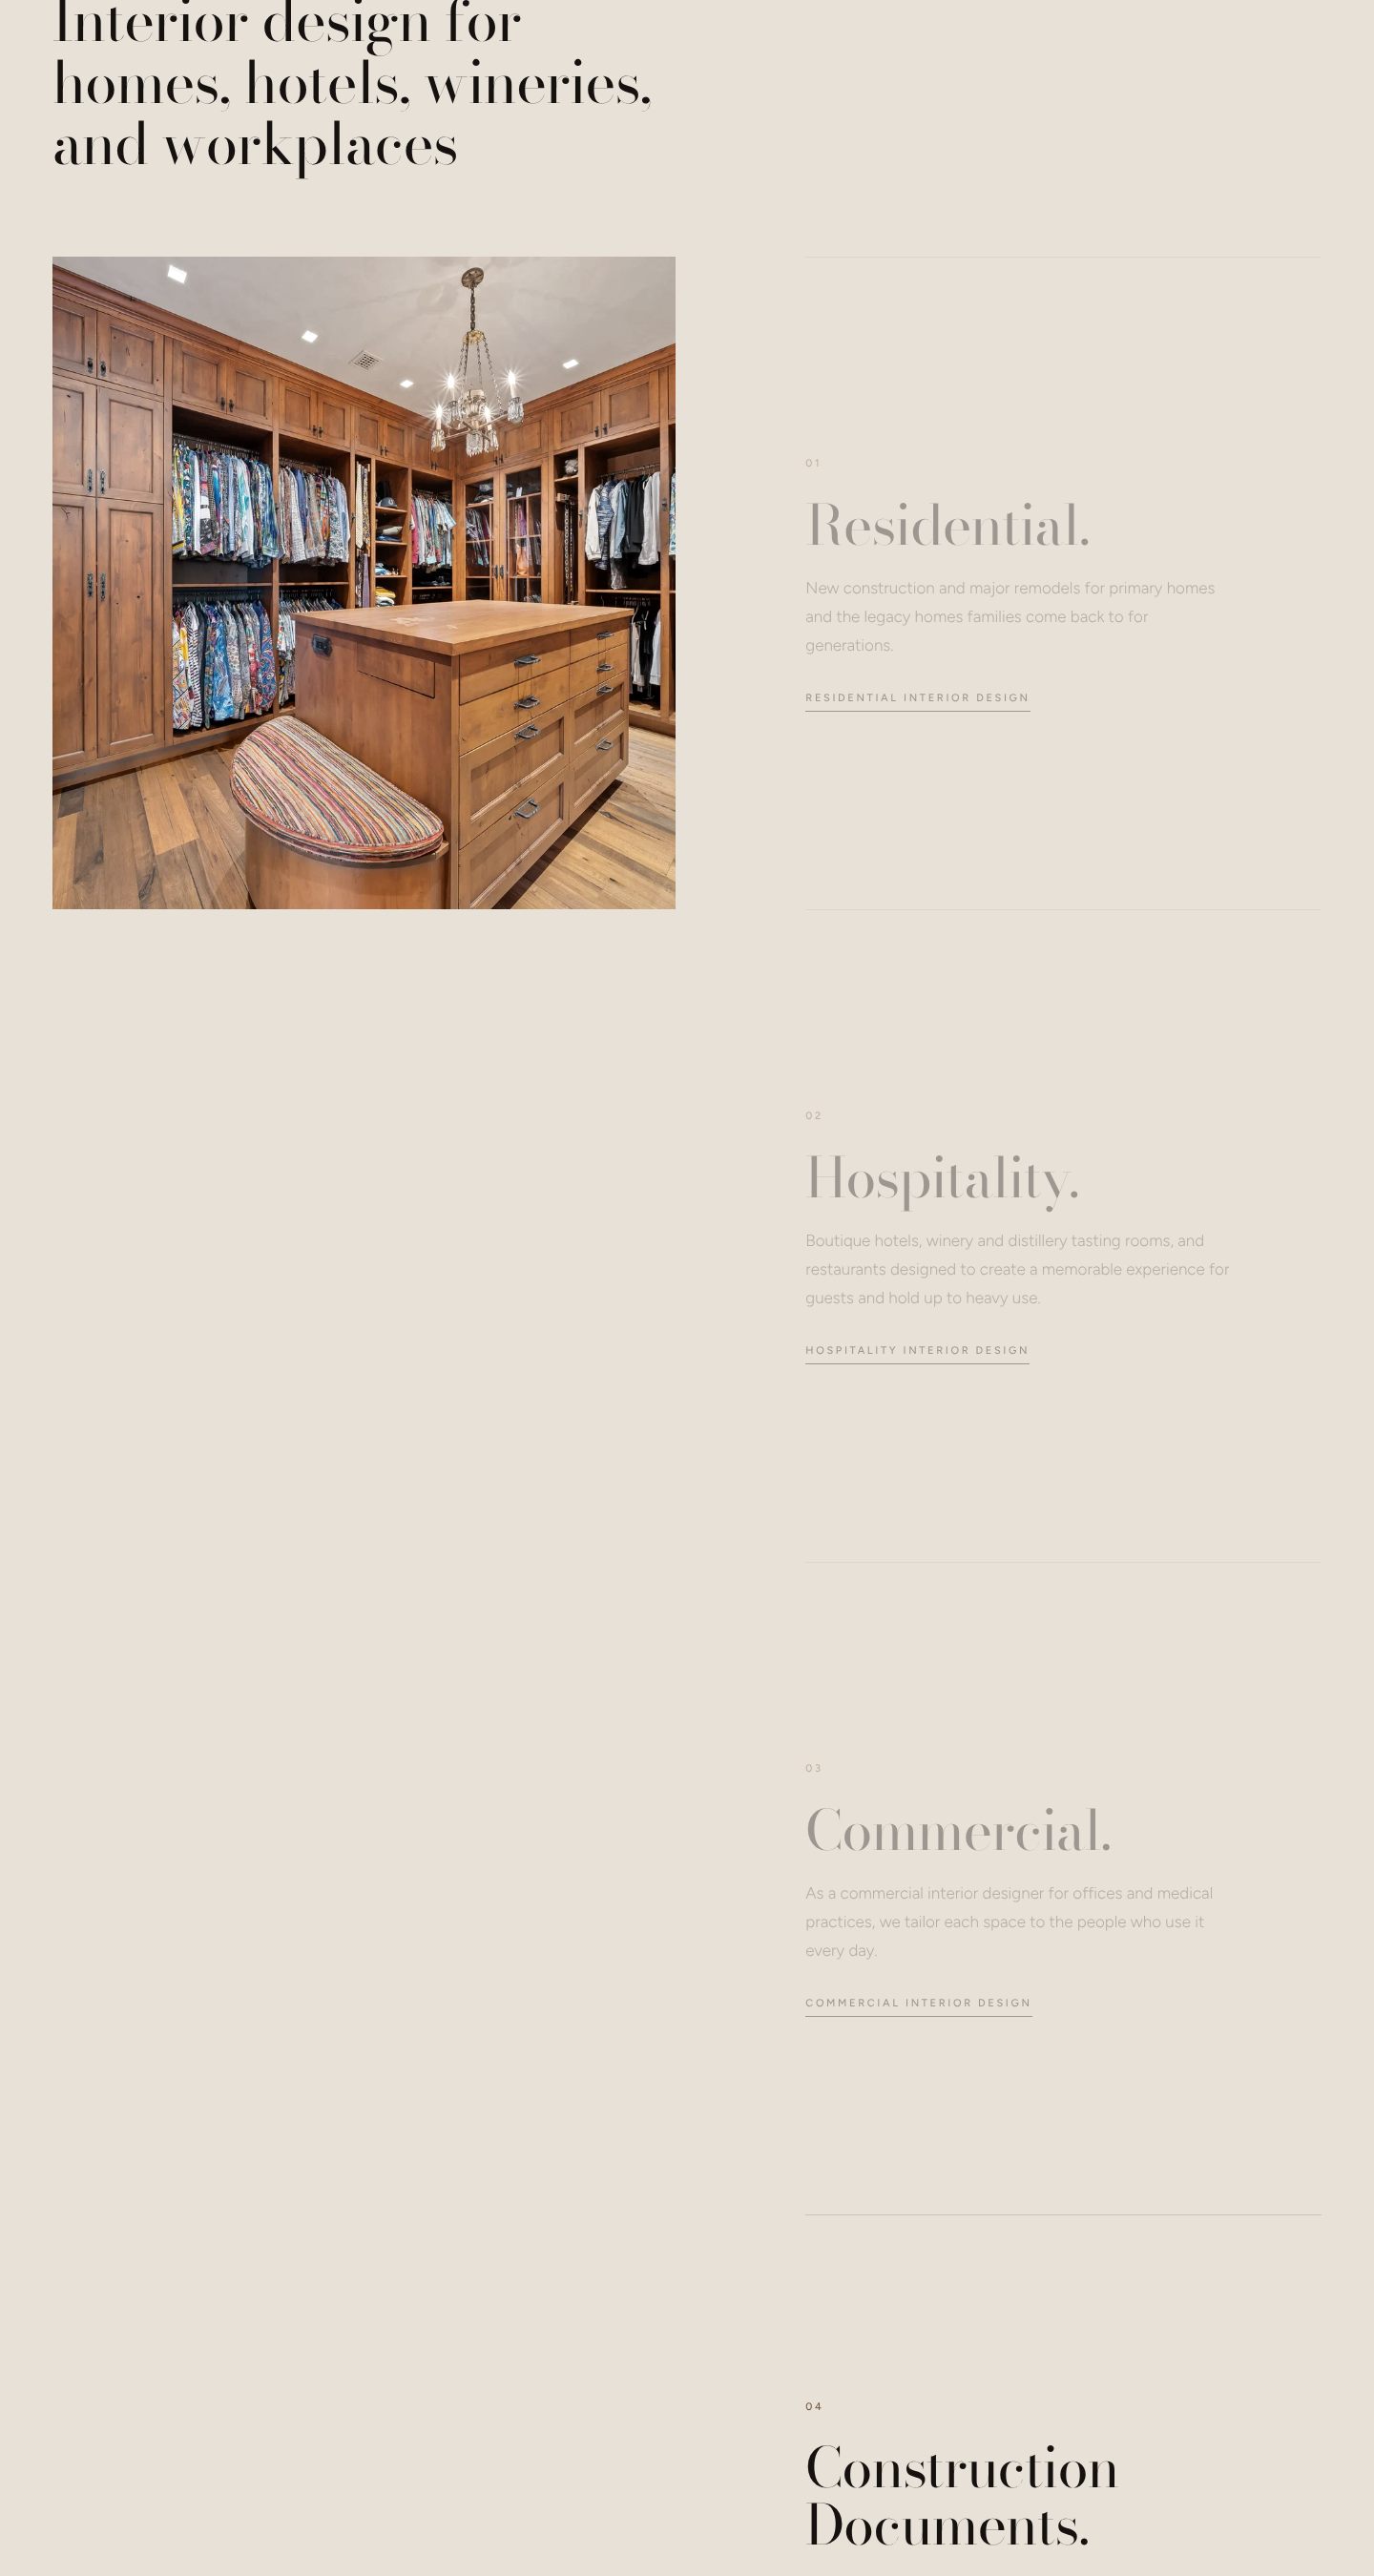 Interior design for
homes, hotels, wineries,
and workplaces
01
Residential.
New construction and major remodels for primary homes
and the legacy homes families come back to for
generations.
RESIDENTIAL INTERIOR DESIGN
02
Hospitality.
Boutique hotels, winery and distillery tasting rooms, and
restaurants designed to create a memorable experience for
guests and hold up to heavy use.
HOSPITALITY INTERIOR DESIGN
03
Commercial.
As a commercial interior designer for offices and medical
practices, we tailor each space to the people who use it
every day.
COMMERCIAL INTERIOR DESIGN
04
Construction
Documents.